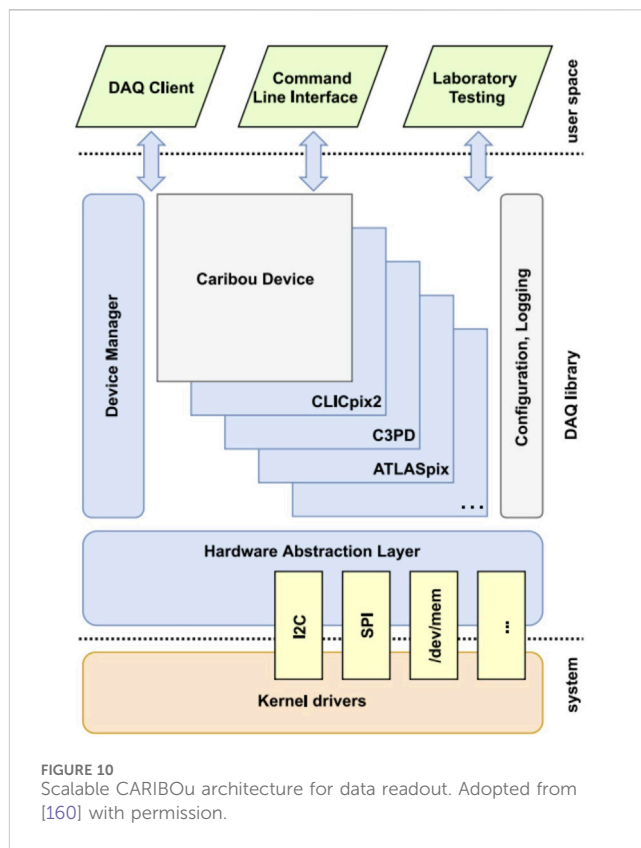 DAQ Client
Command
Line Interface
Laboratory
Testing
user space
Device Manager
Caribou Device
CLICpix2
C3PD
ATLASpix
...
Configuration, Logging
DAQ library
Hardware Abstraction Layer
I2C
SPI
/dev/mem
...
Kernel drivers
system
FIGURE 10
Scalable CARIBOu architecture for data readout. Adopted from
[160] with permission.